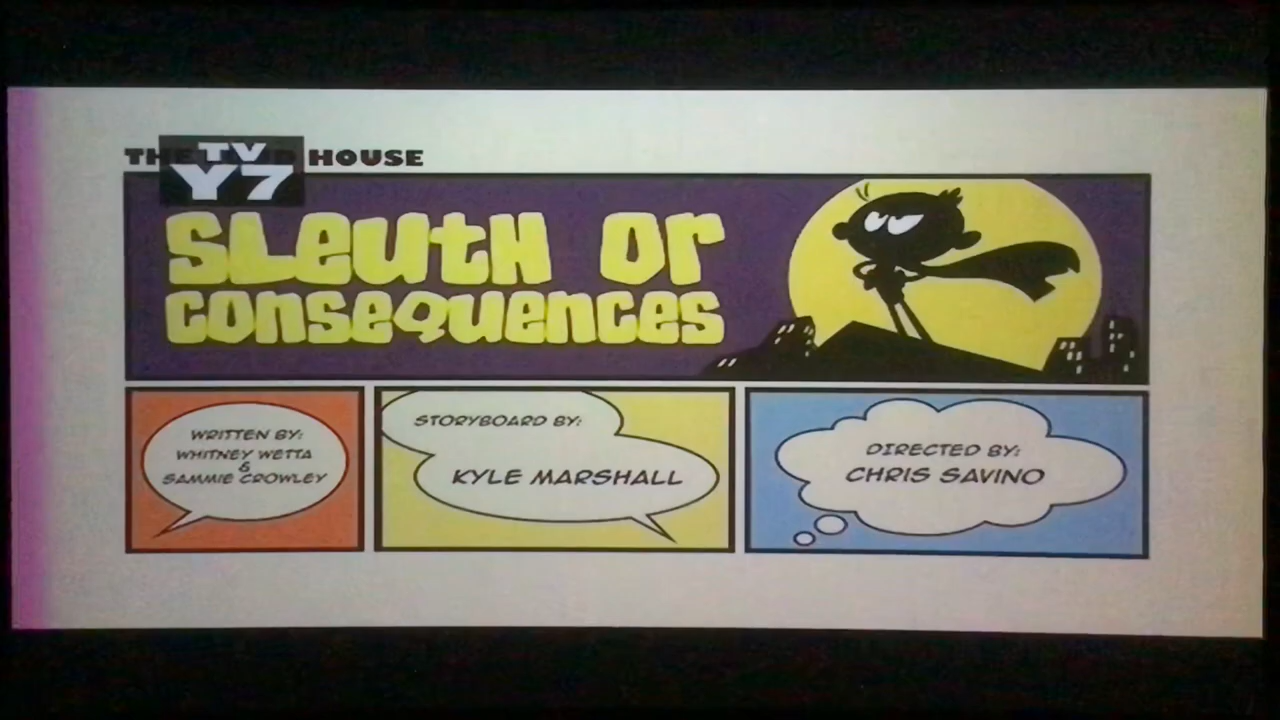 THE LOUD HOUSE
TV
Y7
SLEUTH OR
CONSEQUENCES
WRITTEN BY:
WHITNEY WETTA
&
SAMMIE CROWLEY
STORYBOARD BY:
KYLE MARSHALL
DIRECTED BY:
CHRIS SAVINO